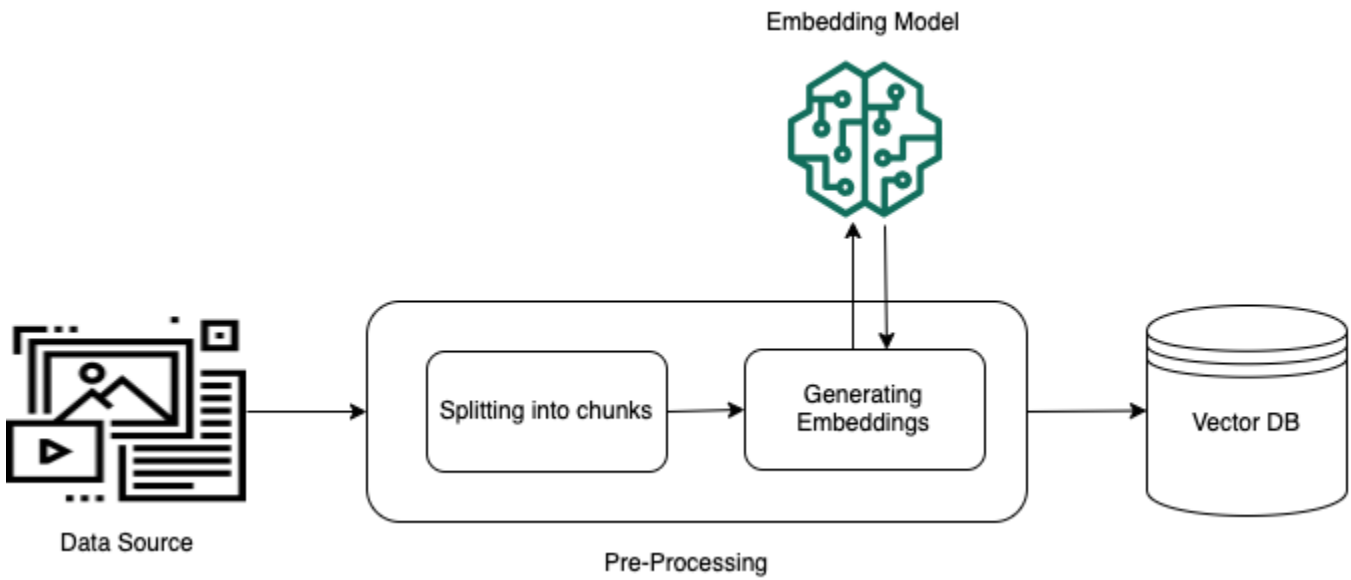 Embedding Model
Splitting into chunks
Generating
Embeddings
Vector DB
Data Source
Pre-Processing